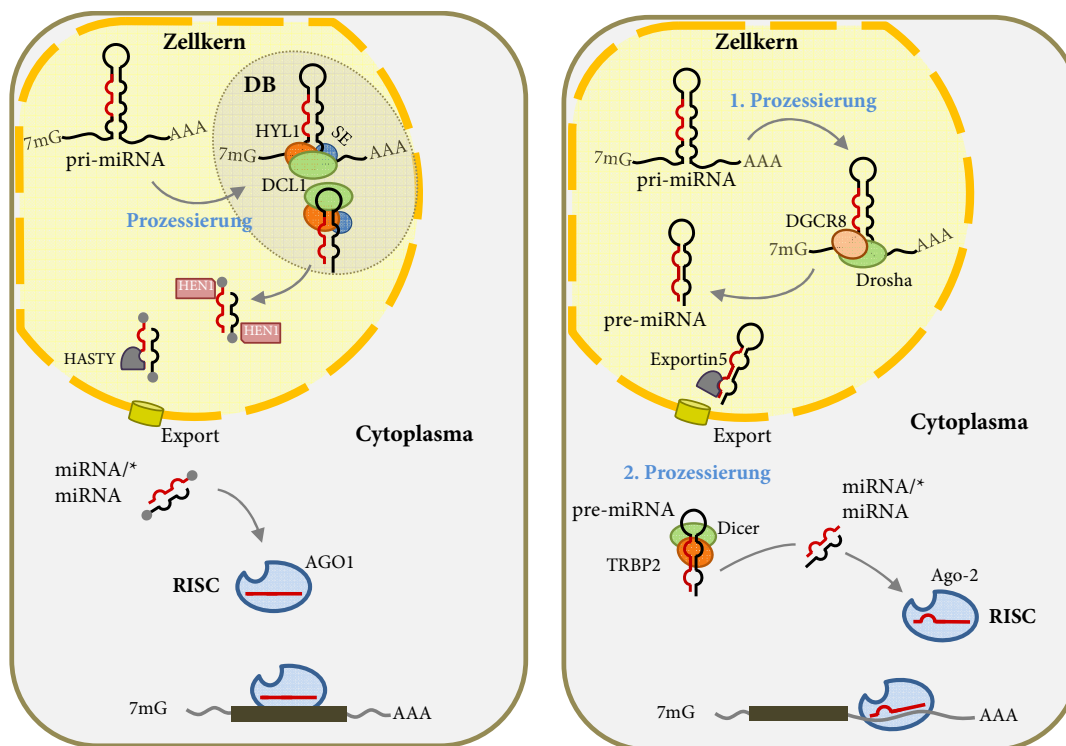 Zellkern
DB
HYL1
SE
7mG
AAA
pri-miRNA
7mG
AAA
DCL1
Prozessierung
HEN1
HEN1
HASTY
Export
Cytoplasma
miRNA/*
miRNA
AGO1
RISC
7mG
AAA
Zellkern
1. Prozessierung
7mG
AAA
pri-miRNA
DGCR8
7mG
AAA
Drosha
pre-miRNA
Exportin5
Export
Cytoplasma
2. Prozessierung
pre-miRNA
Dicer
TRBP2
miRNA/*
miRNA
Ago-2
RISC
7mG
AAA